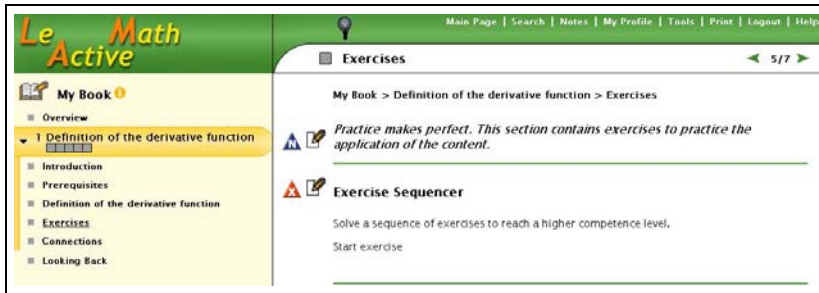 Le Active Math
Main Page | Search | Notes | My Profile | Tools | Print | Logout | Help
Exercises
5/7
My Book
Overview
1 Definition of the derivative function
Introduction
Prerequisites
Definition of the derivative function
Exercises
Connections
Looking Back
My Book > Definition of the derivative function > Exercises
N
Practice makes perfect. This section contains exercises to practice the
application of the content.
X
Exercise Sequencer
Solve a sequence of exercises to reach a higher competence level.
Start exercise